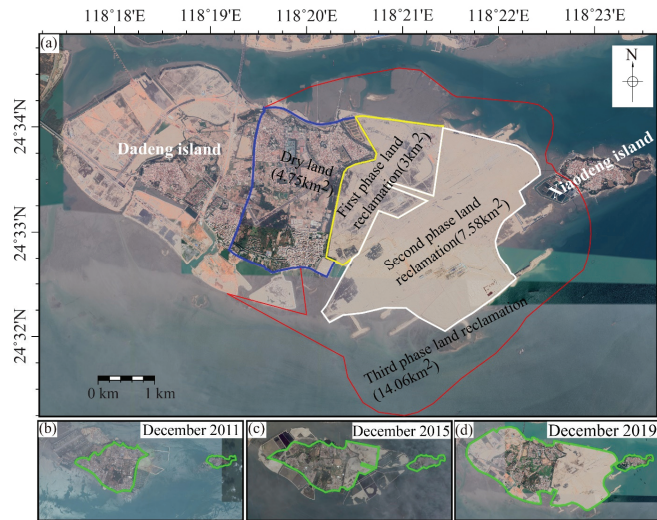 118°18'E 118°19'E 118°20'E 118°21'E 118°22'E 118°23'E
(a)
N
24°34'N
24°33'N
24°32'N
Dadeng island
Dry land
(4.75km²)
First phase land
reclamation(3km²)
Xiaodeng island
Second phase land
reclamation(7.58km²)
Third phase land reclamation
(14.06km²)
0 km 1 km
(b) December 2011
(c) December 2015
(d) December 2019